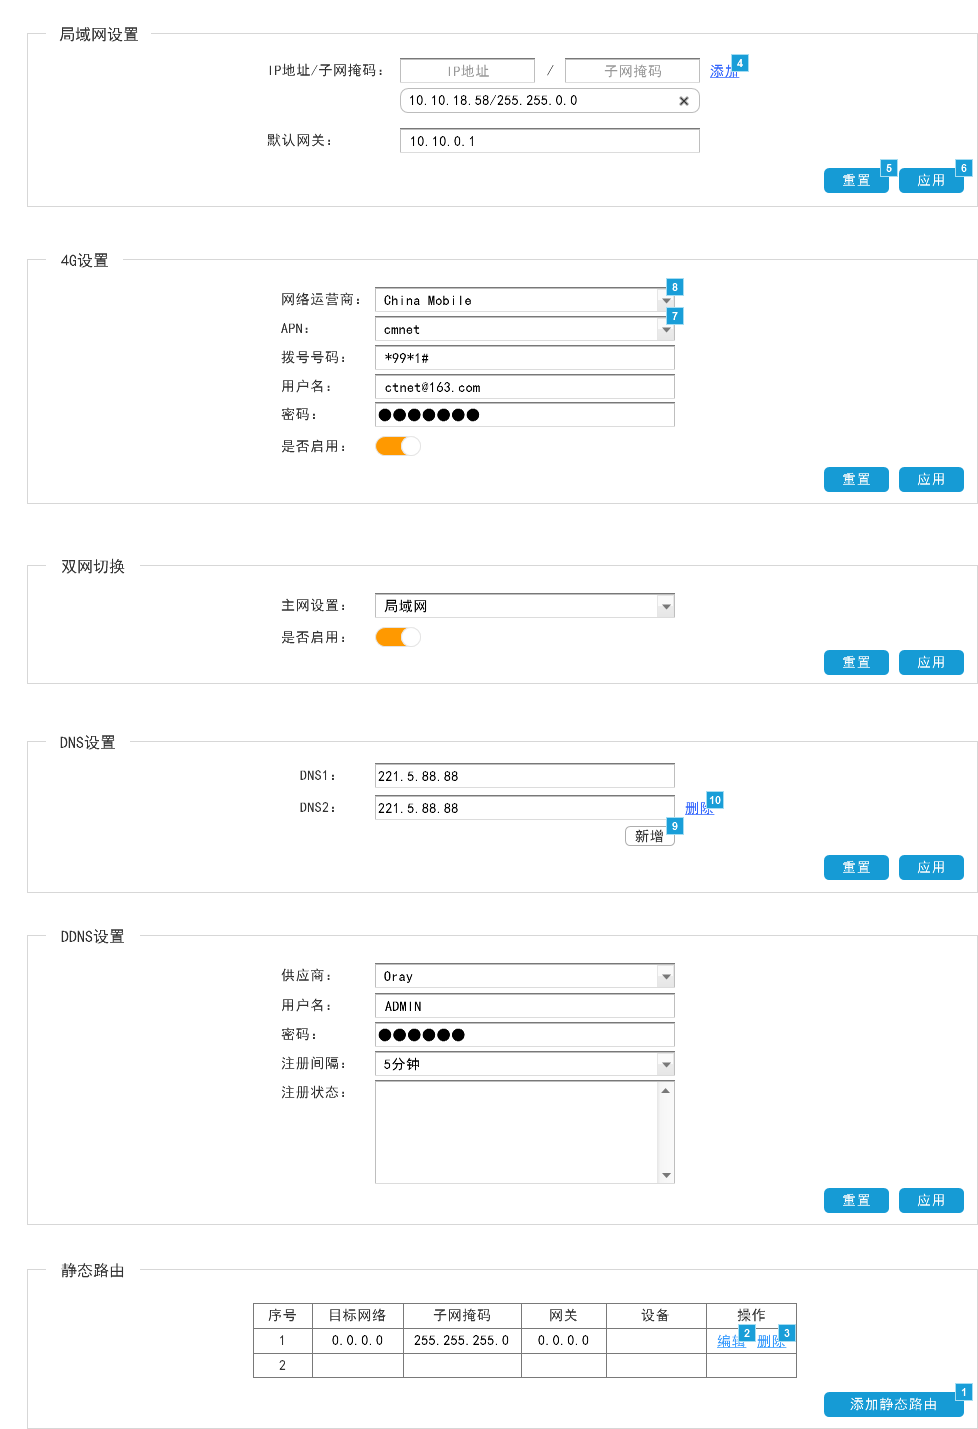 局域网设置
IP地址/子网掩码： IP地址 / 子网掩码 添加 4
10.10.18.58/255.255.0.0 ×
默认网关： 10.10.0.1
重置 5 应用 6
4G设置
网络运营商： China Mobile 8
APN： cmnet 7
拨号号码： *99*1#
用户名： ctnet@163.com
密码： ●●●●●●●
是否启用：
重置 应用
双网切换
主网设置： 局域网
是否启用：
重置 应用
DNS设置
DNS1： 221.5.88.88
DNS2： 221.5.88.88 删除 10
新增 9
重置 应用
DDNS设置
供应商： Oray
用户名： ADMIN
密码： ●●●●●●
注册间隔： 5分钟
注册状态：
重置 应用
静态路由
序号 目标网络 子网掩码 网关 设备 操作
1 0.0.0.0 255.255.255.0 0.0.0.0 编辑 2 删除 3
2
添加静态路由 1